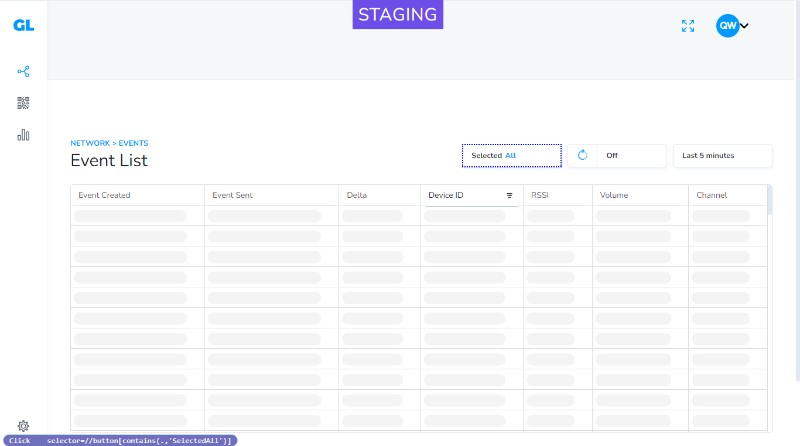 STAGING
GL
QW
NETWORK > EVENTS
Event List
Selected All
Off
Last 5 minutes
Event Created Event Sent Delta Device ID RSSI Volume Channel
Click selector=//button[contains(.,'SelectedAll')]